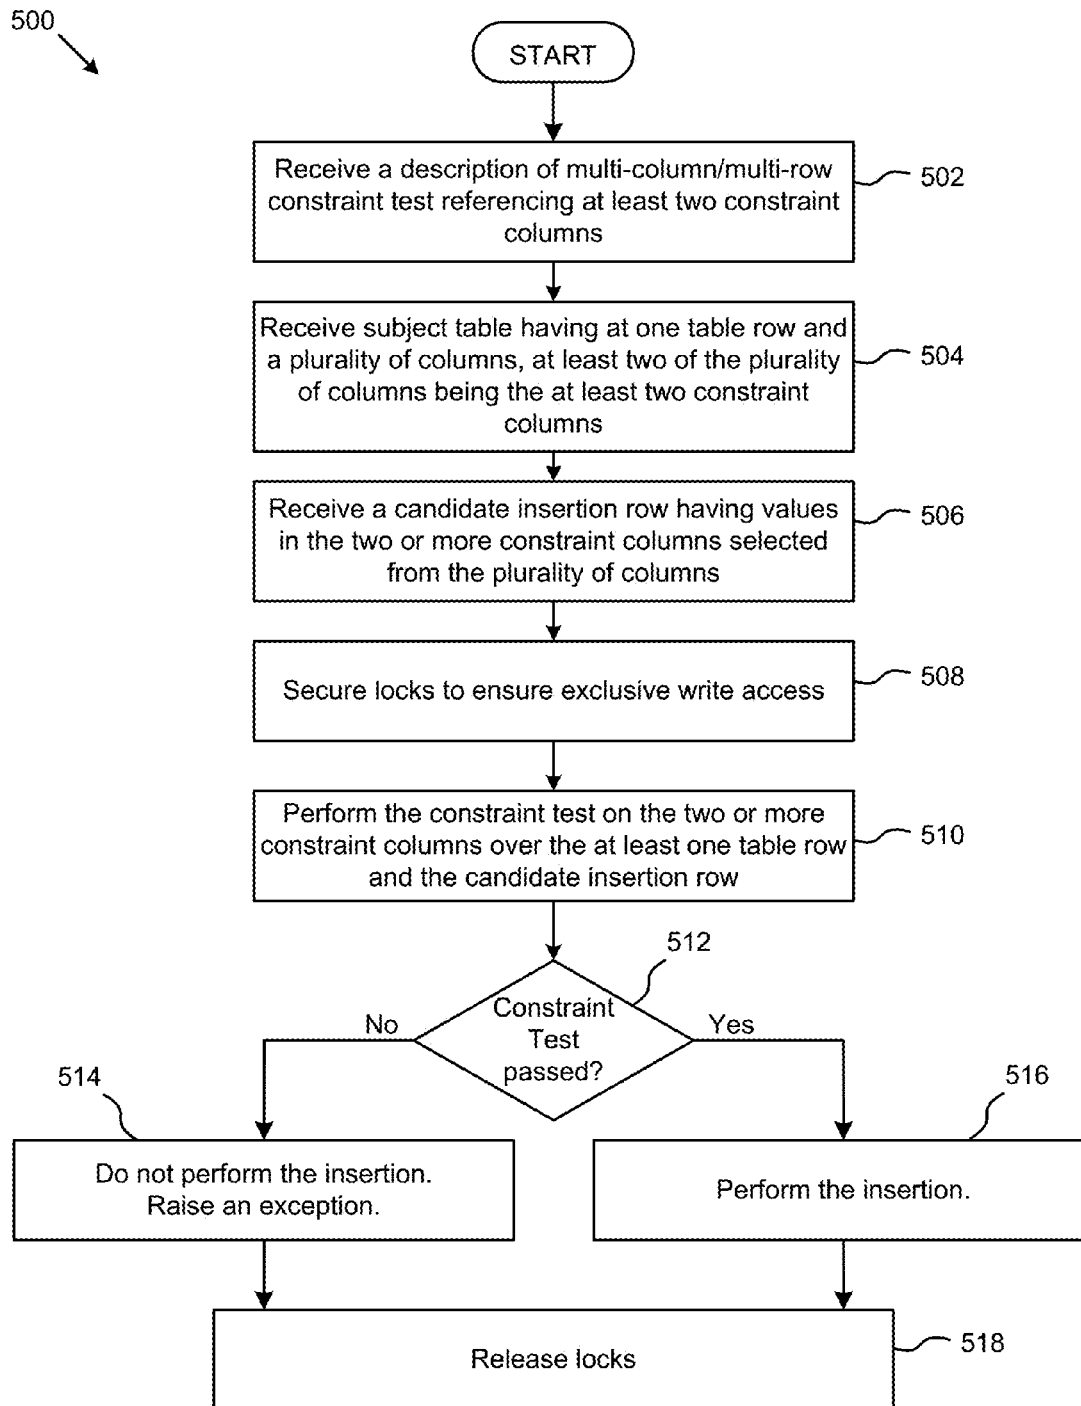 500
START
Receive a description of multi-column/multi-row
constraint test referencing at least two constraint
columns
502
Receive subject table having at one table row and
a plurality of columns, at least two of the plurality
of columns being the at least two constraint
columns
504
Receive a candidate insertion row having values
in the two or more constraint columns selected
from the plurality of columns
506
Secure locks to ensure exclusive write access
508
Perform the constraint test on the two or more
constraint columns over the at least one table row
and the candidate insertion row
510
512
Constraint
Test
passed?
No
Yes
514
Do not perform the insertion.
Raise an exception.
516
Perform the insertion.
Release locks
518